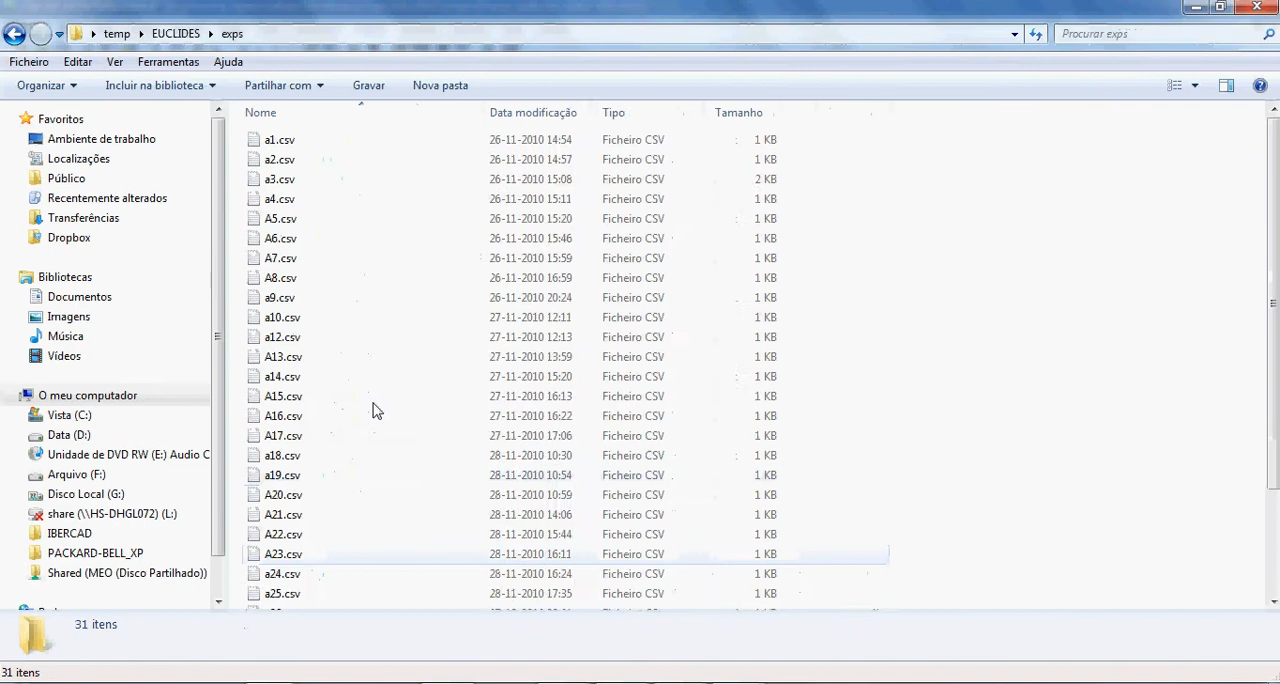 temp EUCLIDES exps Procurar exps
Ficheiro Editar Ver Ferramentas Ajuda
Organizar Incluir na biblioteca Partilhar com Gravar Nova pasta
Favoritos
Ambiente de trabalho
Localizações
Público
Recentemente alterados
Transferências
Dropbox
Bibliotecas
Documentos
Imagens
Música
Vídeos
O meu computador
Vista (C:)
Data (D:)
Unidade de DVD RW (E:) Audio C
Arquivo (F:)
Disco Local (G:)
share (\\HS-DHGL072) (L:)
IBERCAD
PACKARD-BELL_XP
Shared (MEO (Disco Partilhado))
Nome Data modificação Tipo Tamanho
a1.csv 26-11-2010 14:54 Ficheiro CSV 1 KB
a2.csv 26-11-2010 14:57 Ficheiro CSV 1 KB
a3.csv 26-11-2010 15:08 Ficheiro CSV 2 KB
a4.csv 26-11-2010 15:11 Ficheiro CSV 1 KB
A5.csv 26-11-2010 15:20 Ficheiro CSV 1 KB
A6.csv 26-11-2010 15:46 Ficheiro CSV 1 KB
A7.csv 26-11-2010 15:59 Ficheiro CSV 1 KB
A8.csv 26-11-2010 16:59 Ficheiro CSV 1 KB
a9.csv 26-11-2010 20:24 Ficheiro CSV 1 KB
a10.csv 27-11-2010 12:11 Ficheiro CSV 1 KB
a12.csv 27-11-2010 12:13 Ficheiro CSV 1 KB
A13.csv 27-11-2010 13:59 Ficheiro CSV 1 KB
a14.csv 27-11-2010 15:20 Ficheiro CSV 1 KB
A15.csv 27-11-2010 16:13 Ficheiro CSV 1 KB
A16.csv 27-11-2010 16:22 Ficheiro CSV 1 KB
A17.csv 27-11-2010 17:06 Ficheiro CSV 1 KB
a18.csv 28-11-2010 10:30 Ficheiro CSV 1 KB
a19.csv 28-11-2010 10:54 Ficheiro CSV 1 KB
A20.csv 28-11-2010 10:59 Ficheiro CSV 1 KB
A21.csv 28-11-2010 14:06 Ficheiro CSV 1 KB
A22.csv 28-11-2010 15:44 Ficheiro CSV 1 KB
A23.csv 28-11-2010 16:11 Ficheiro CSV 1 KB
a24.csv 28-11-2010 16:24 Ficheiro CSV 1 KB
a25.csv 28-11-2010 17:35 Ficheiro CSV 1 KB
31 itens
31 itens